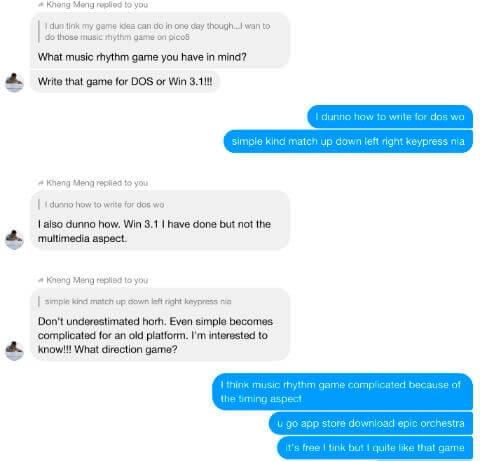 Kheng Meng replied to you
I dun tink my game idea can do in one day though...I wan to
do those music rhythm game on pico8
What music rhythm game you have in mind?
Write that game for DOS or Win 3.1!!!
I dunno how to write for dos wo
simple kind match up down left right keypress nia
Kheng Meng replied to you
I dunno how to write for dos wo
I also dunno how. Win 3.1 I have done but not the
multimedia aspect.
Kheng Meng replied to you
simple kind match up down left right keypress nia
Don't underestimated horh. Even simple becomes
complicated for an old platform. I'm interested to
know!!! What direction game?
I think music rhythm game complicated because of
the timing aspect
u go app store download epic orchestra
it's free I tink but I quite like that game